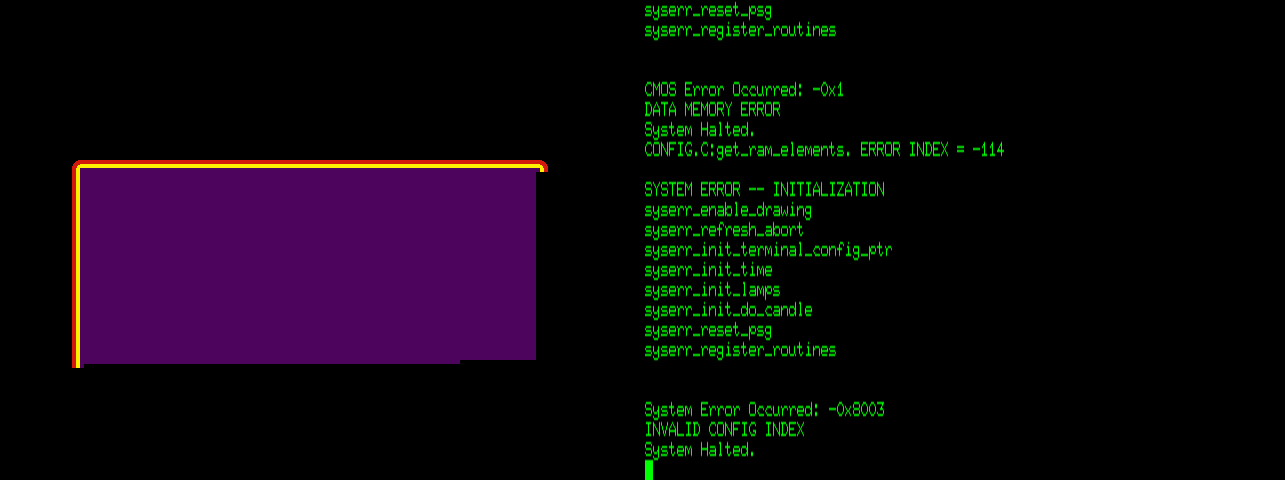 syserr_reset_psg
syserr_register_routines
CMOS Error Occurred: -0x1
DATA MEMORY ERROR
System Halted.
CONFIG.C:get_ram_elements. ERROR INDEX = -114
SYSTEM ERROR -- INITIALIZATION
syserr_enable_drawing
syserr_refresh_abort
syserr_init_terminal_config_ptr
syserr_init_time
syserr_init_lamps
syserr_init_do_candle
syserr_reset_psg
syserr_register_routines
System Error Occurred: -0x8003
INVALID CONFIG INDEX
System Halted.